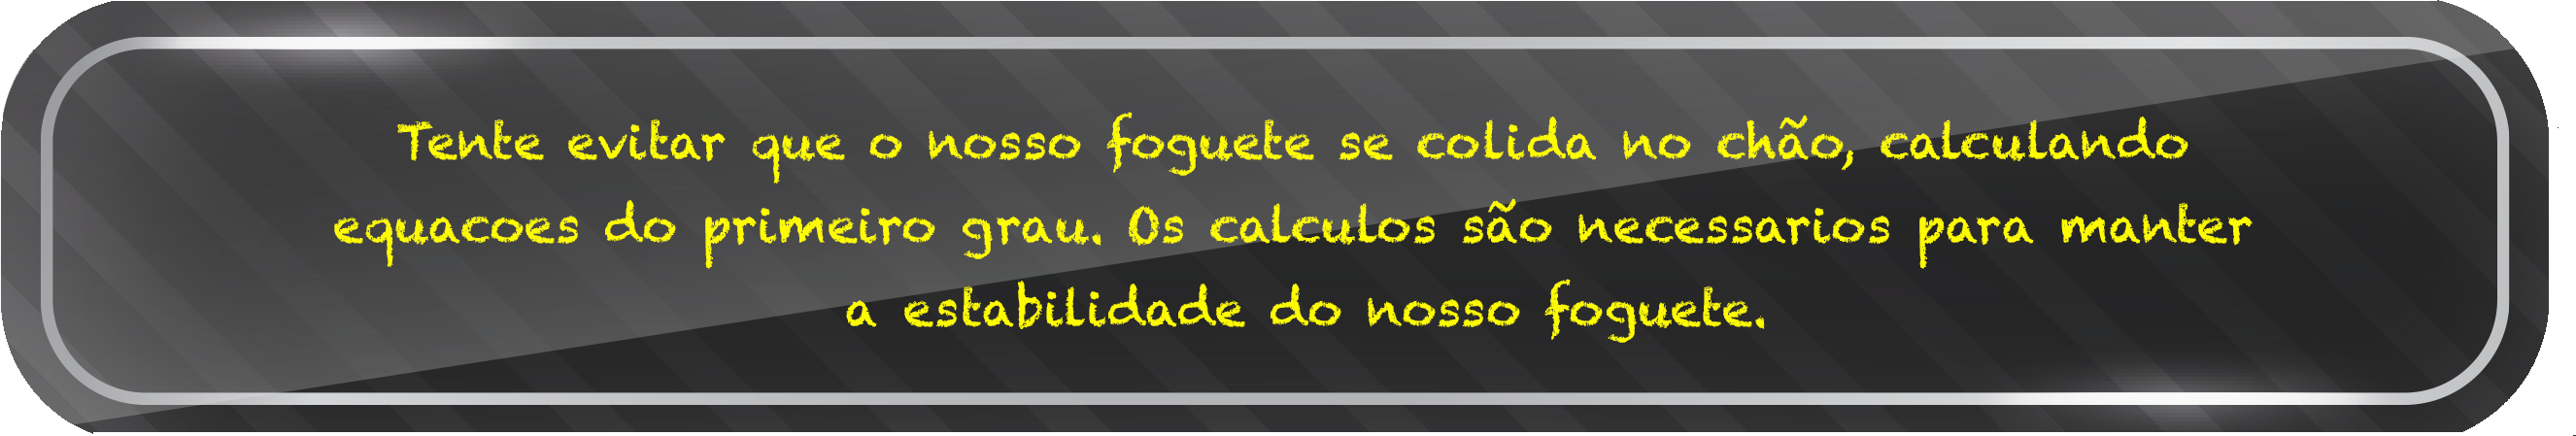 Tente evitar que o nosso foguete se colida no chão, calculando
equacoes do primeiro grau. Os calculos são necessarios para manter
a estabilidade do nosso foguete.